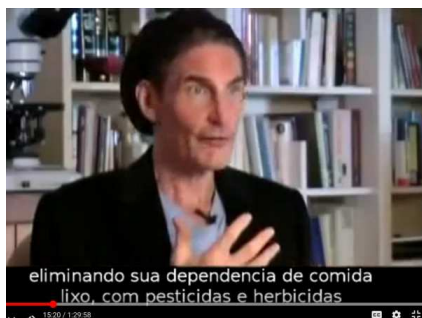 eliminando sua dependencia de comida
lixo, com pesticidas e herbicidas
15:20 / 1:29:58